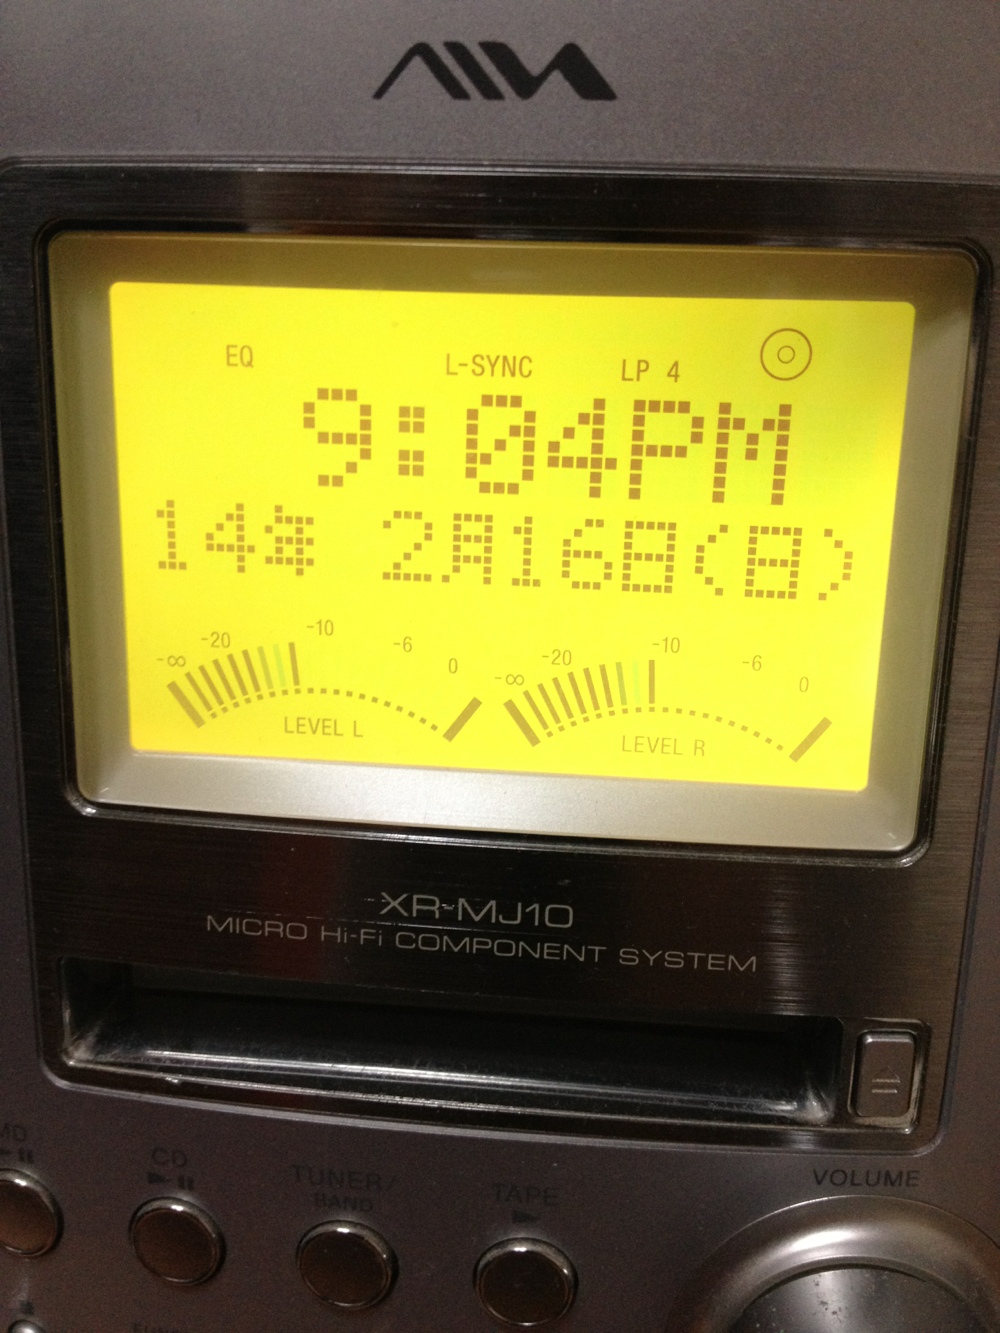 AIWA
EQ L-SYNC LP 4
9:04PM
14年 2月16日(日)
-∞ -20 -10 -6 0 -∞ -20 -10 -6 0
LEVEL L LEVEL R
XR-MJ10
MICRO Hi-Fi COMPONENT SYSTEM
MD CD TUNER/ TAPE VOLUME
BAND